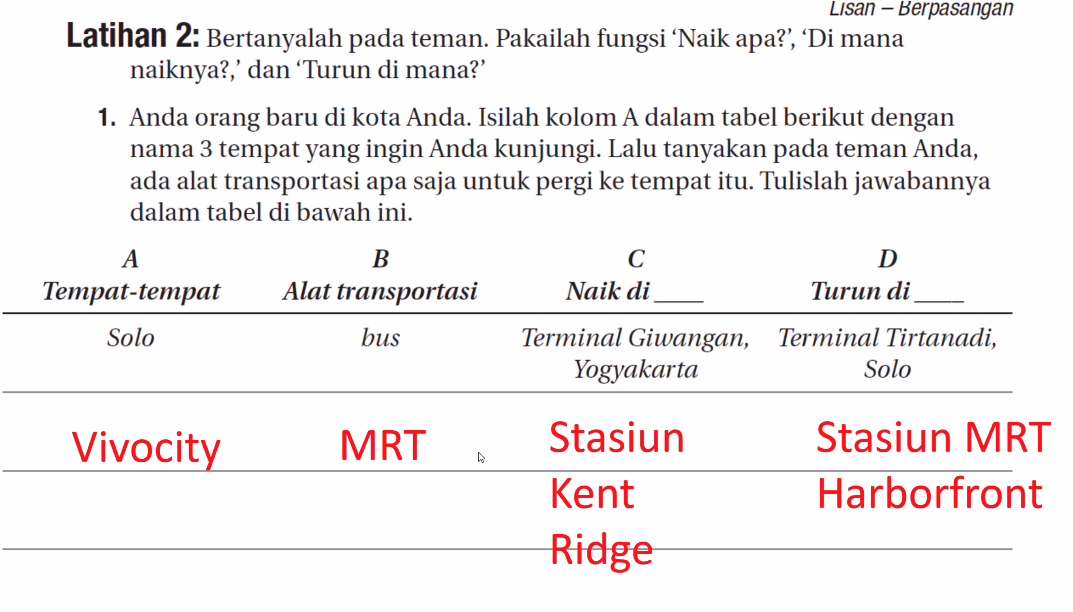 Lisan – Berpasangan
Latihan 2: Bertanyalah pada teman. Pakailah fungsi ‘Naik apa?’, ‘Di mana
naiknya?,’ dan ‘Turun di mana?’
1. Anda orang baru di kota Anda. Isilah kolom A dalam tabel berikut dengan
nama 3 tempat yang ingin Anda kunjungi. Lalu tanyakan pada teman Anda,
ada alat transportasi apa saja untuk pergi ke tempat itu. Tulislah jawabannya
dalam tabel di bawah ini.
A B C D
Tempat-tempat Alat transportasi Naik di ____ Turun di ____
Solo bus Terminal Giwangan, Terminal Tirtanadi,
Yogyakarta Solo
Vivocity MRT Stasiun Stasiun MRT
Kent Harborfront
Ridge